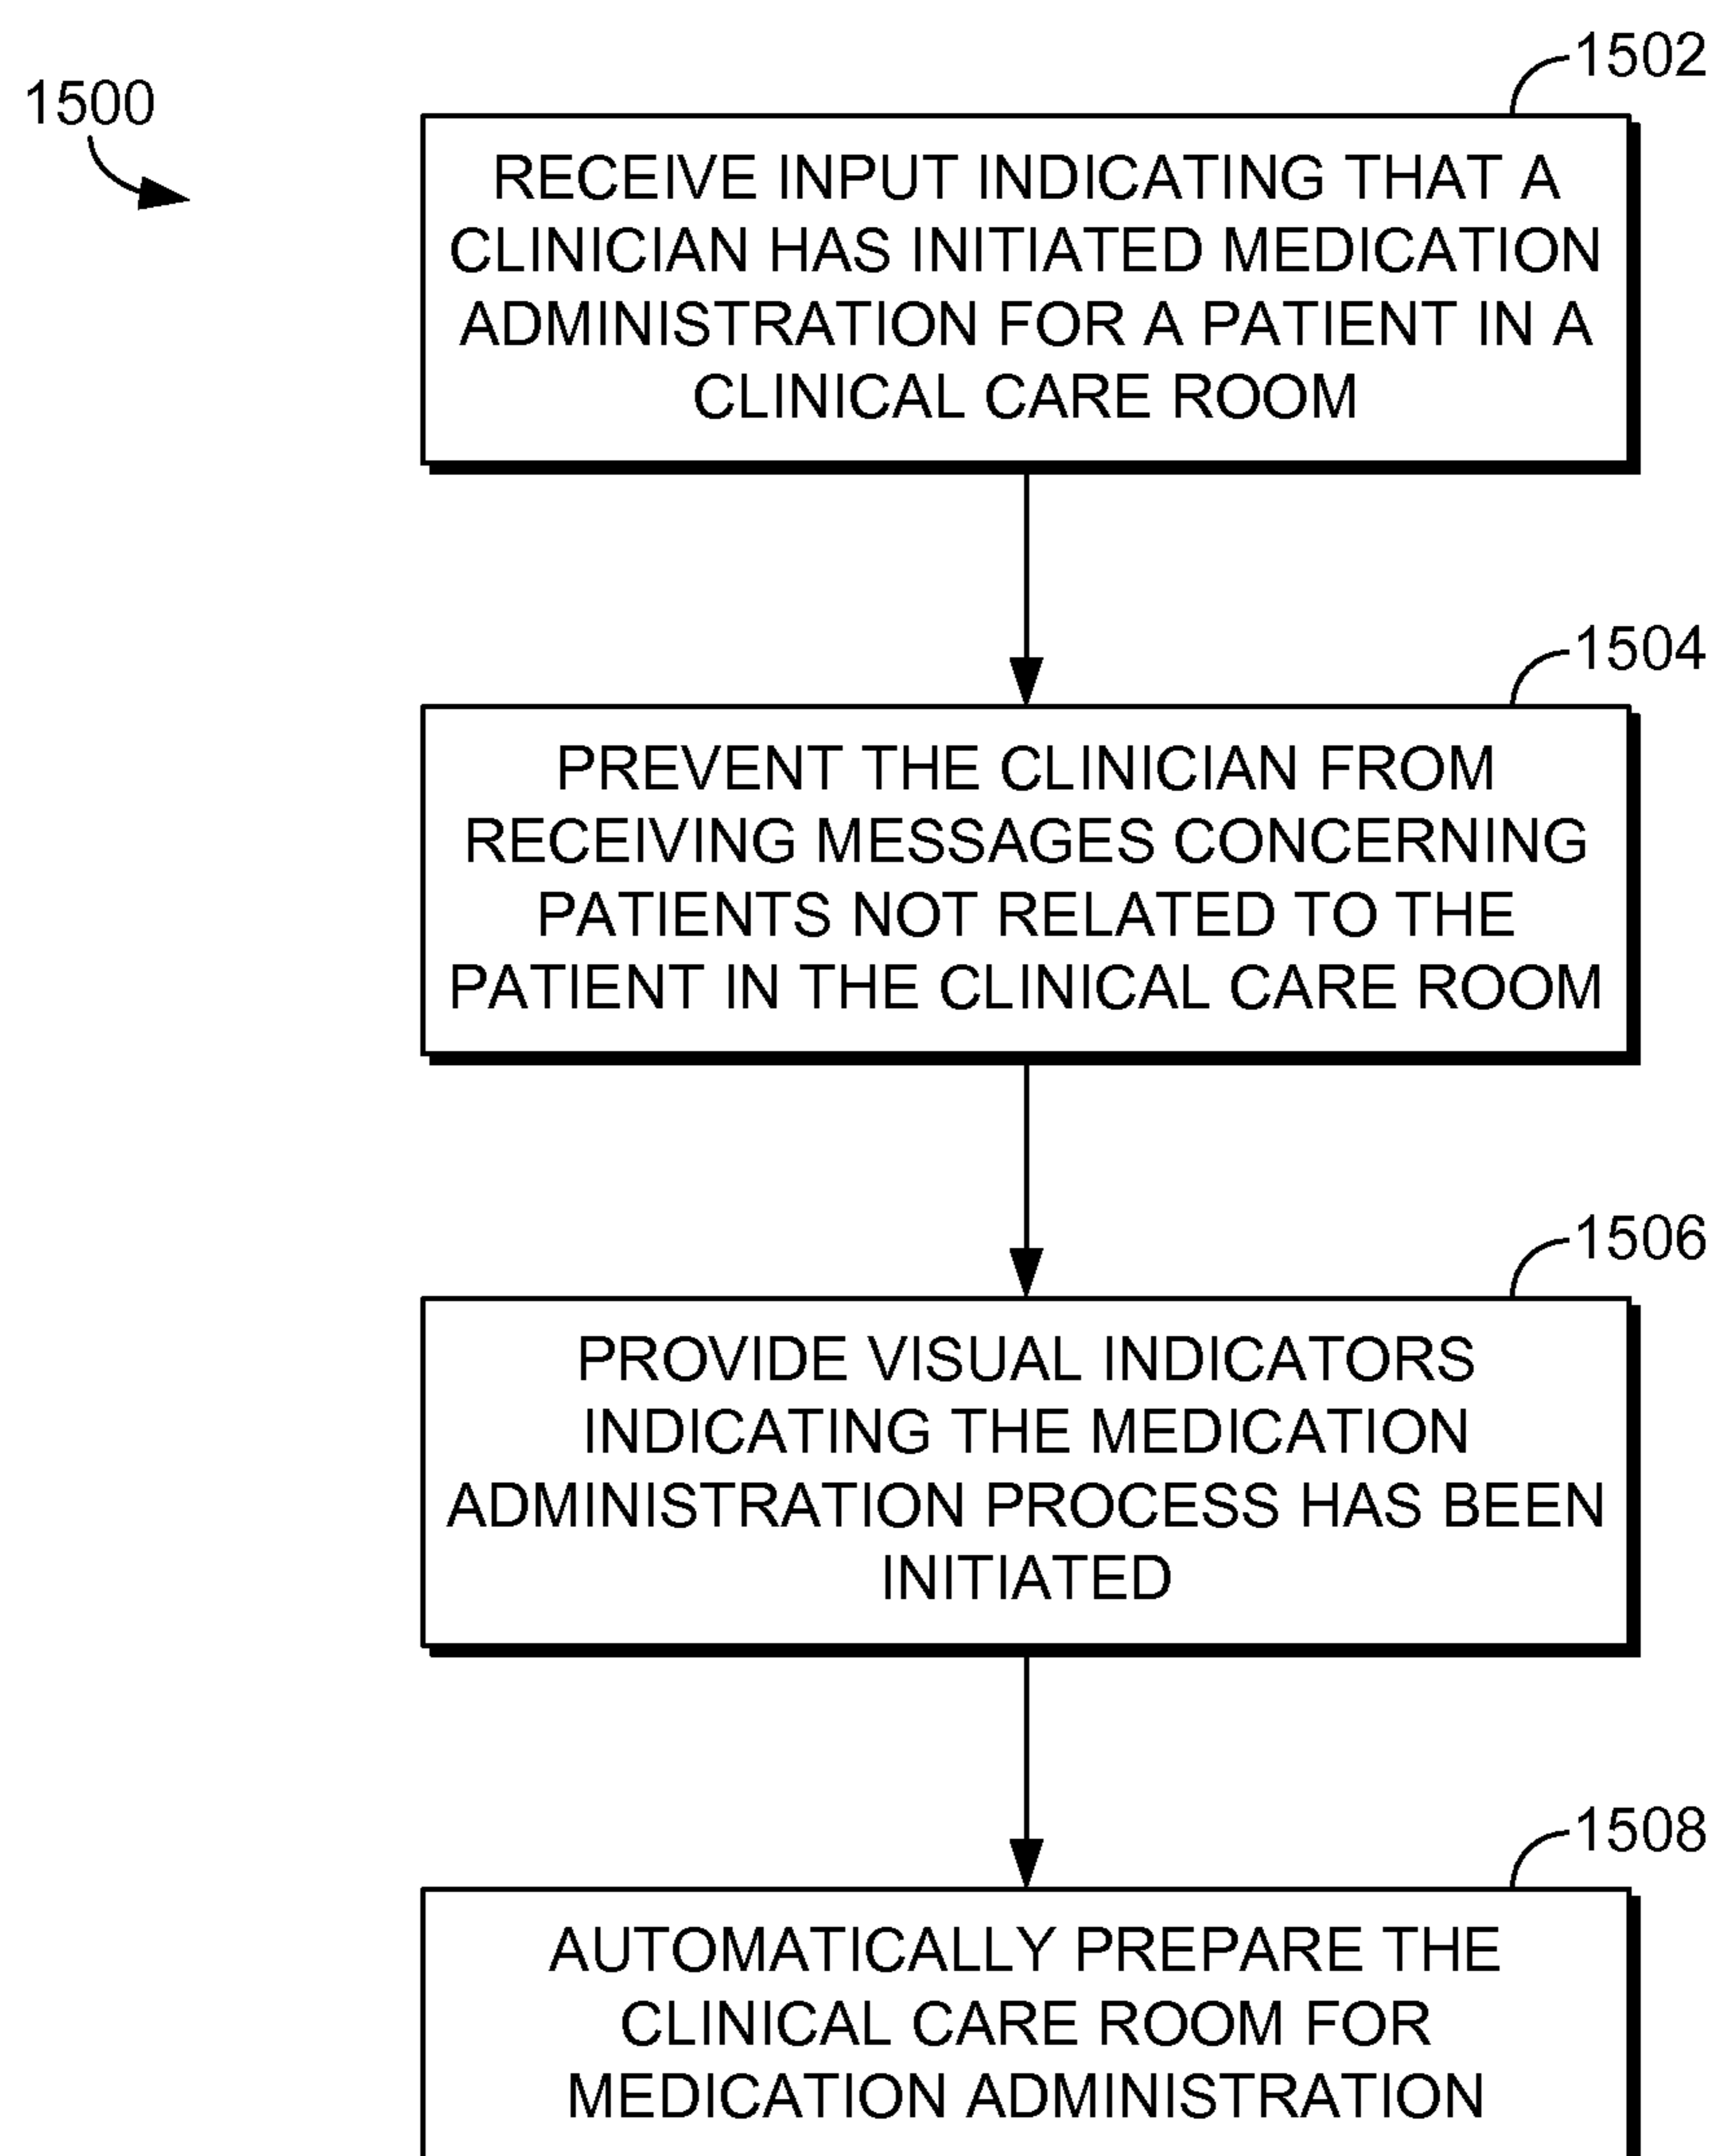 1500
1502
RECEIVE INPUT INDICATING THAT A
CLINICIAN HAS INITIATED MEDICATION
ADMINISTRATION FOR A PATIENT IN A
CLINICAL CARE ROOM
1504
PREVENT THE CLINICIAN FROM
RECEIVING MESSAGES CONCERNING
PATIENTS NOT RELATED TO THE
PATIENT IN THE CLINICAL CARE ROOM
1506
PROVIDE VISUAL INDICATORS
INDICATING THE MEDICATION
ADMINISTRATION PROCESS HAS BEEN
INITIATED
1508
AUTOMATICALLY PREPARE THE
CLINICAL CARE ROOM FOR
MEDICATION ADMINISTRATION